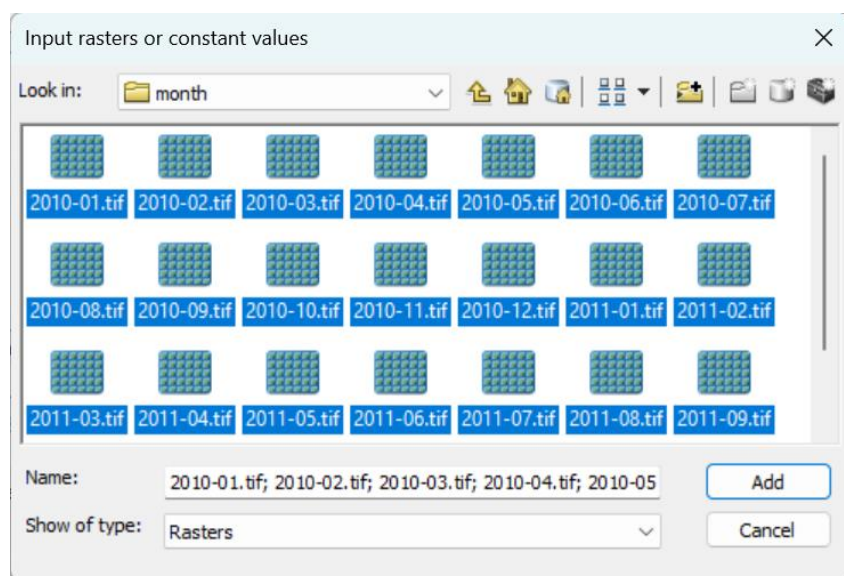 Input rasters or constant values
Look in: month
2010-01.tif 2010-02.tif 2010-03.tif 2010-04.tif 2010-05.tif 2010-06.tif 2010-07.tif
2010-08.tif 2010-09.tif 2010-10.tif 2010-11.tif 2010-12.tif 2011-01.tif 2011-02.tif
2011-03.tif 2011-04.tif 2011-05.tif 2011-06.tif 2011-07.tif 2011-08.tif 2011-09.tif
Name: 2010-01.tif; 2010-02.tif; 2010-03.tif; 2010-04.tif; 2010-05 Add
Show of type: Rasters Cancel